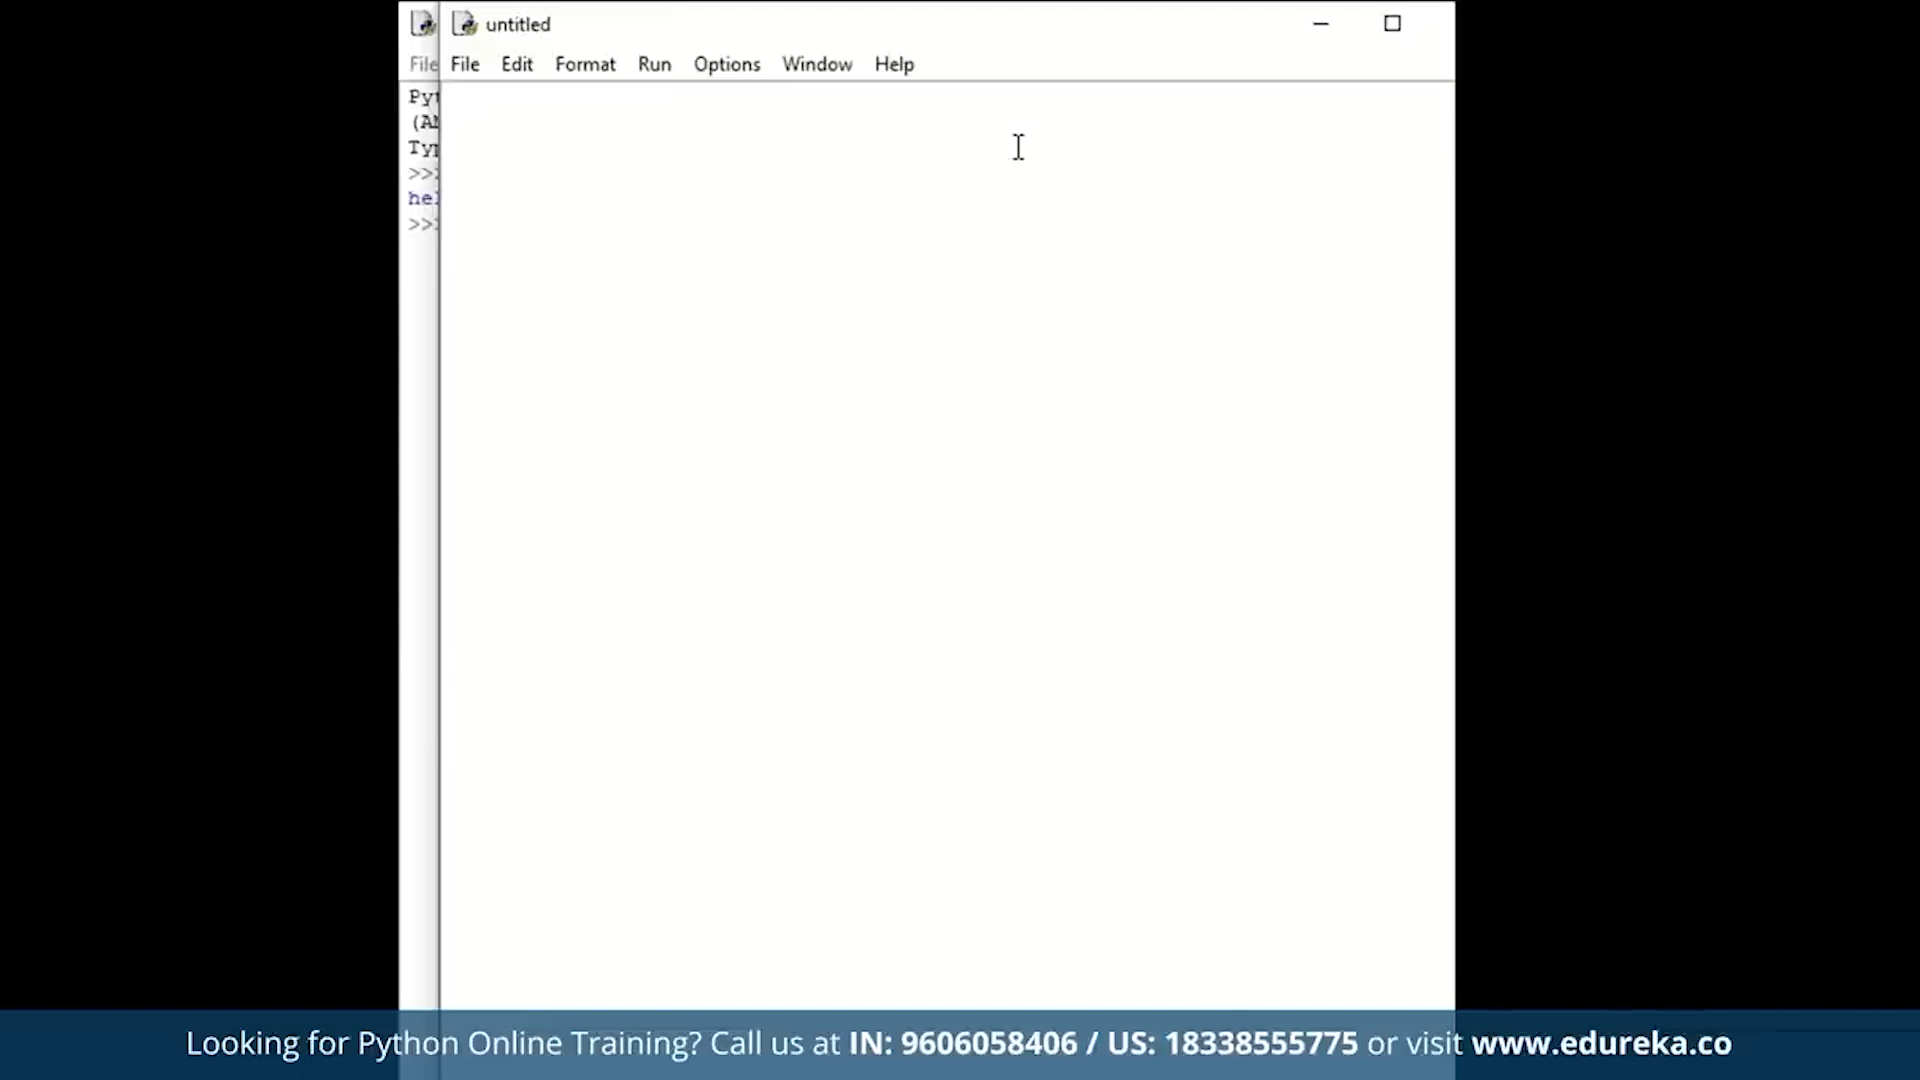 untitled
File File Edit Format Run Options Window Help
>>
>>
Looking for Python Online Training? Call us at IN: 9606058406 / US: 18338555775 or visit www.edureka.co